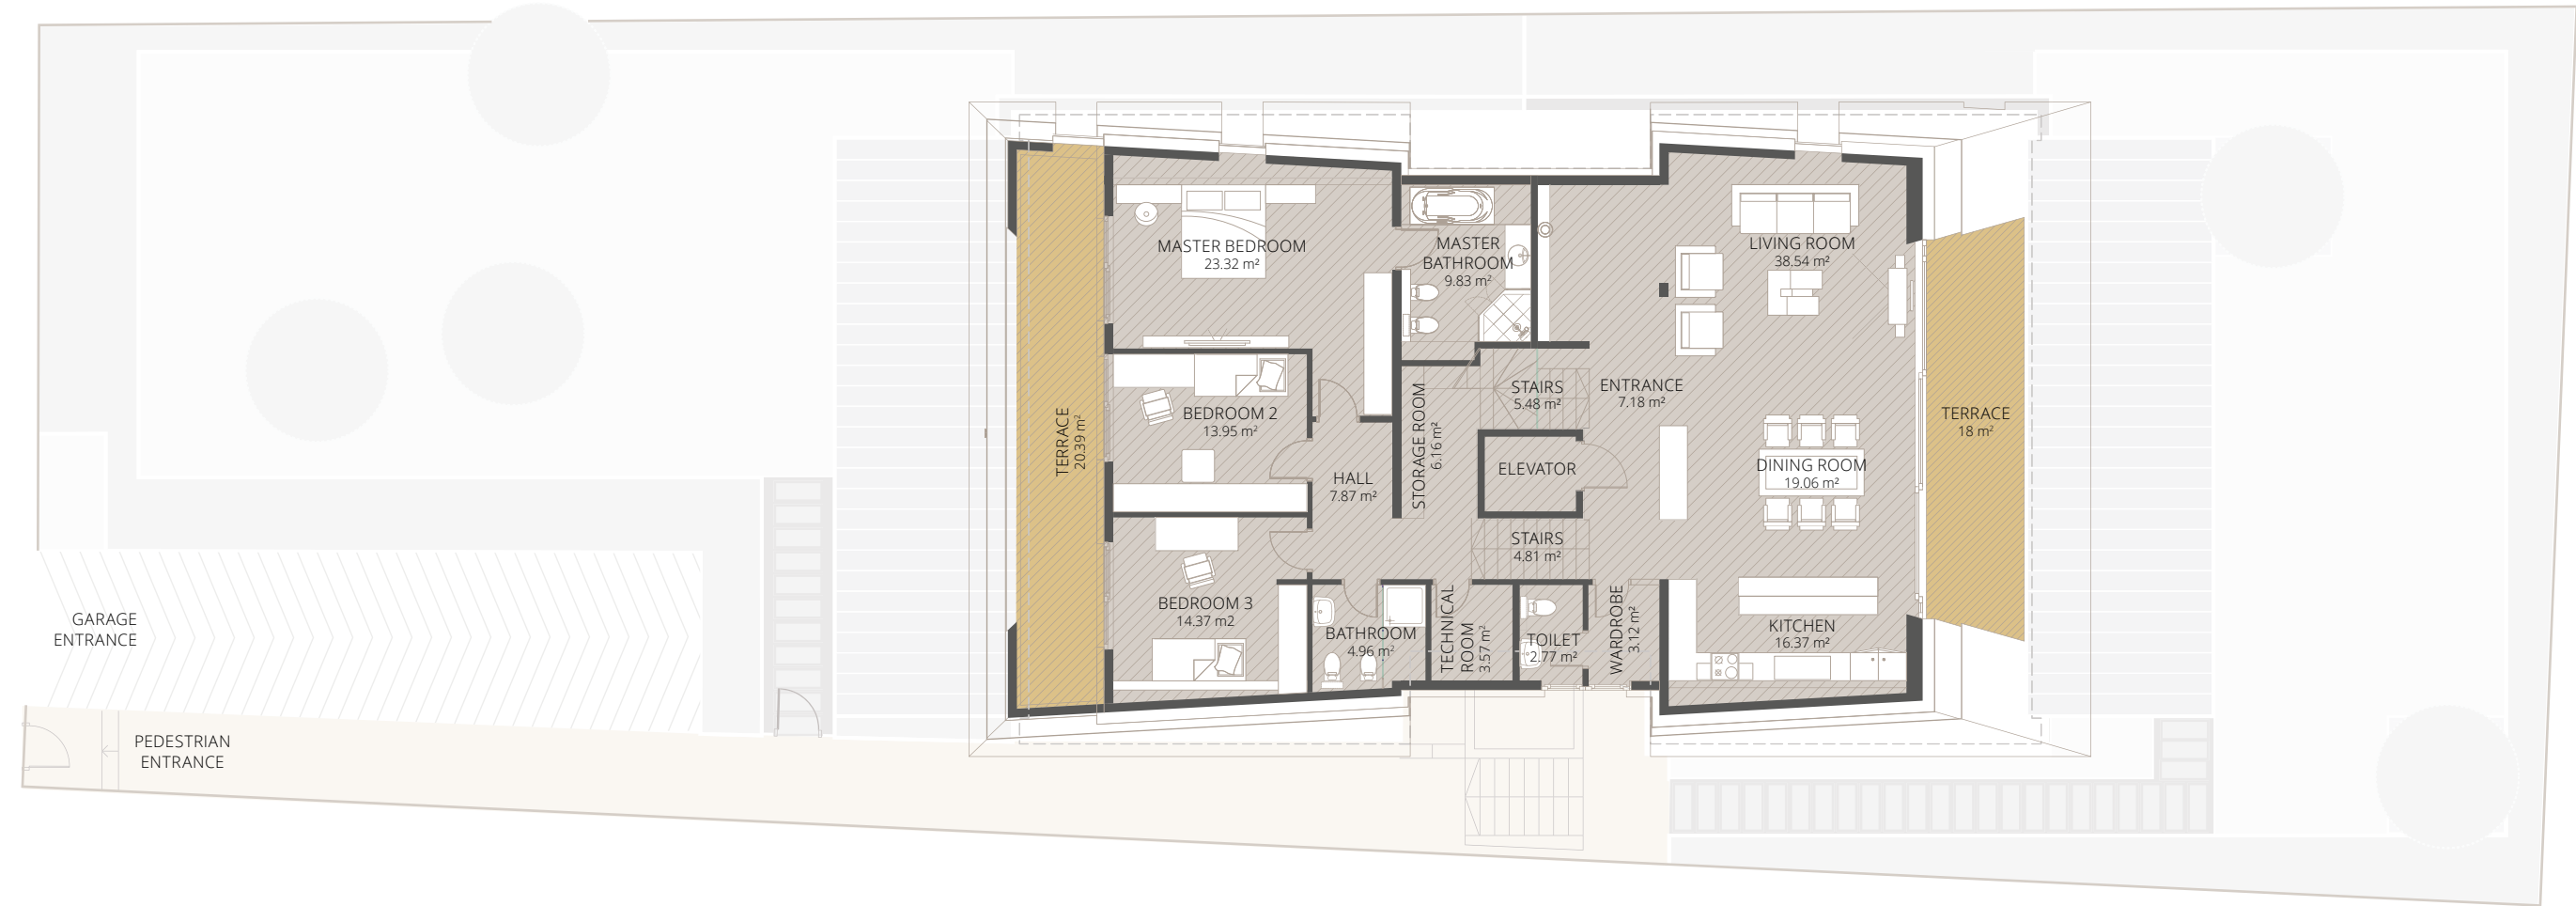 MASTER BEDROOM
23.32 m²
MASTER
BATHROOM
9.83 m²
LIVING ROOM
38.54 m²
TERRACE
20.39 m²
BEDROOM 2
13.95 m²
HALL
7.87 m²
STORAGE ROOM
6.16 m²
STAIRS
5.48 m²
ENTRANCE
7.18 m²
ELEVATOR
DINING ROOM
19.06 m²
TERRACE
18 m²
STAIRS
4.81 m²
BEDROOM 3
14.37 m2
BATHROOM
4.96 m²
TECHNICAL
ROOM
3.57 m²
TOILET
2.77 m²
WARDROBE
3.12 m²
KITCHEN
16.37 m²
GARAGE
ENTRANCE
PEDESTRIAN
ENTRANCE